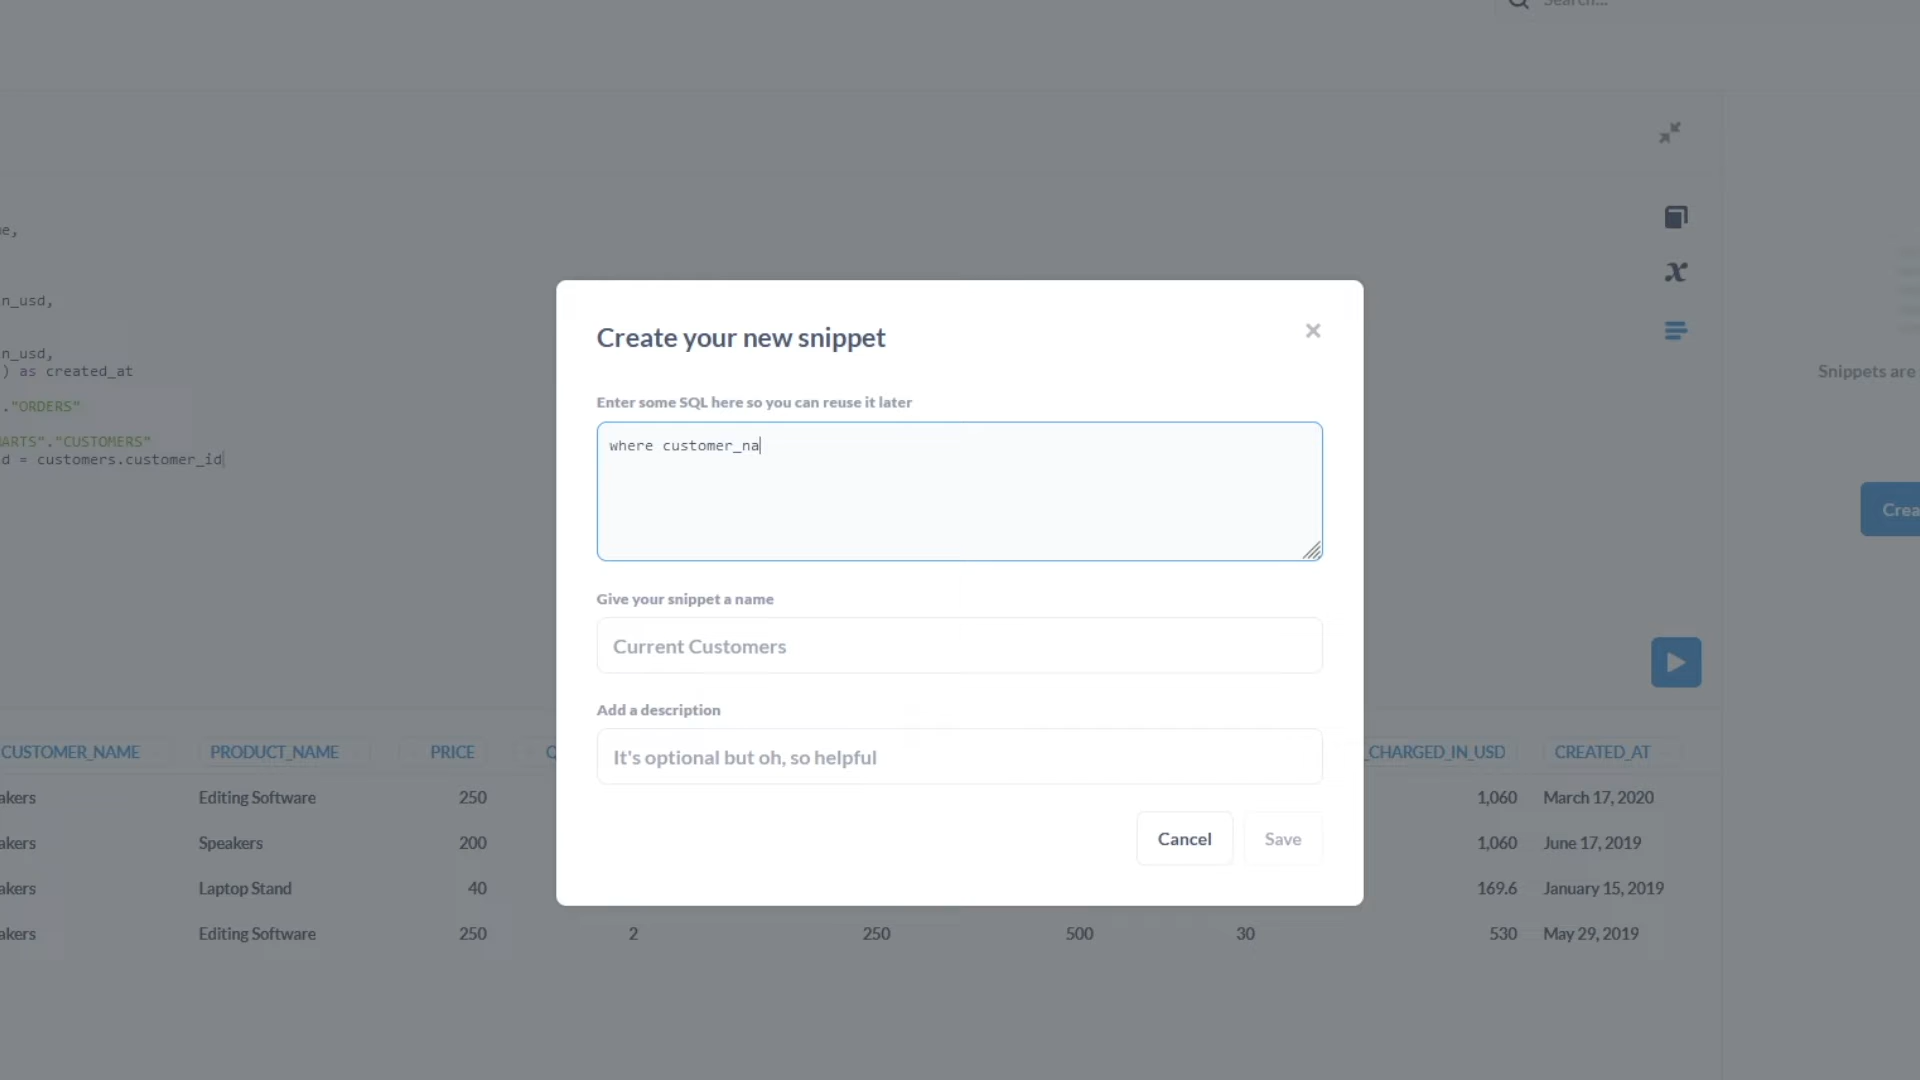 Search...
e,
n_usd,
n_usd,
) as created_at
."ORDERS"
ARTS"."CUSTOMERS"
d = customers.customer_id
Snippets are
Crea
Create your new snippet
Enter some SQL here so you can reuse it later
where customer_na
Give your snippet a name
Current Customers
Add a description
It's optional but oh, so helpful
Cancel Save
CUSTOMER_NAME PRODUCT_NAME PRICE Q _CHARGED_IN_USD CREATED_AT
akers Editing Software 250 1,060 March 17, 2020
akers Speakers 200 1,060 June 17, 2019
akers Laptop Stand 40 169.6 January 15, 2019
akers Editing Software 250 2 250 500 30 530 May 29, 2019